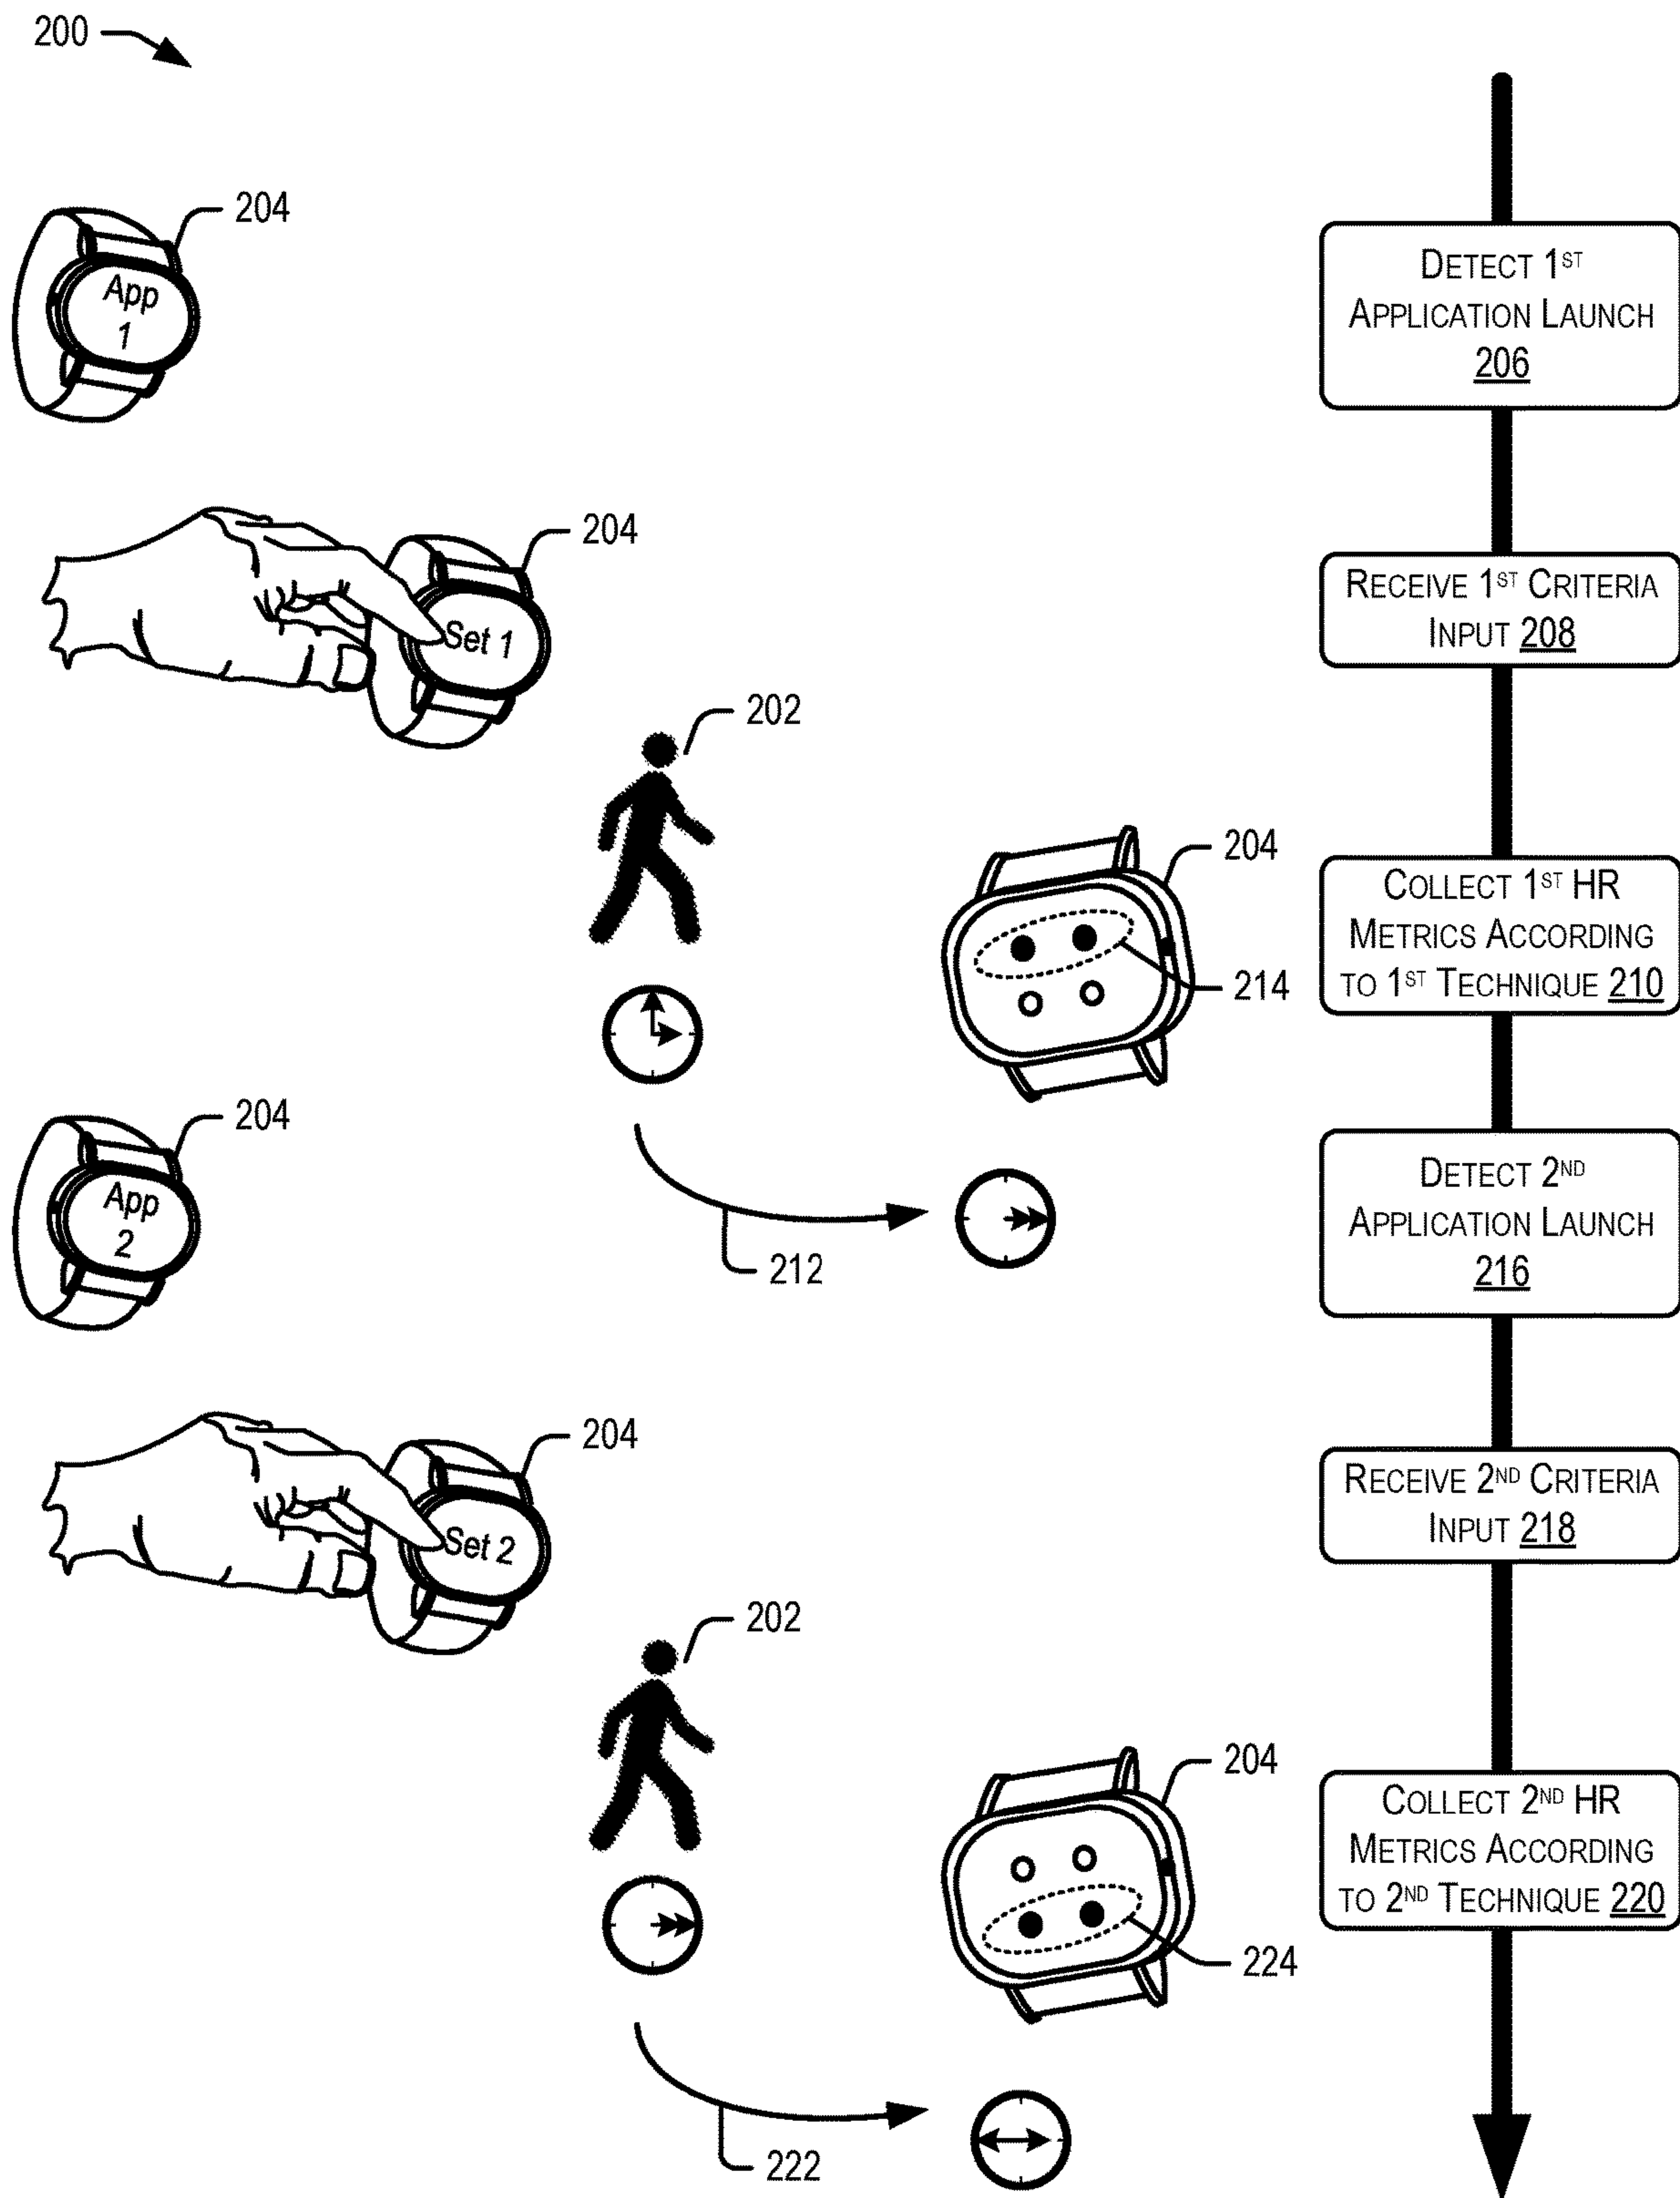 200
204
App
1
DETECT 1ST
APPLICATION LAUNCH
206
204
Set 1
RECEIVE 1ST CRITERIA
INPUT 208
202
204
214
COLLECT 1ST HR
METRICS ACCORDING
TO 1ST TECHNIQUE 210
204
App
2
212
DETECT 2ND
APPLICATION LAUNCH
216
204
Set 2
RECEIVE 2ND CRITERIA
INPUT 218
202
204
224
COLLECT 2ND HR
METRICS ACCORDING
TO 2ND TECHNIQUE 220
222